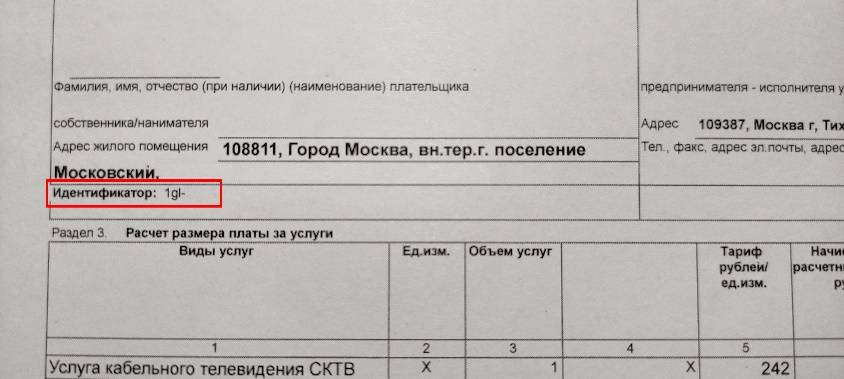 Фамилия, имя, отчество (при наличии) (наименование) плательщика
предпринимателя - исполнителя у
собственника/нанимателя
Адрес 109387, Москва г, Тих
Адрес жилого помещения 108811, Город Москва, вн.тер.г. поселение
Тел., факс, адрес эл.почты, адрес
Московский,
Идентификатор: 1gl-
Раздел 3. Расчет размера платы за услуги
Виды услуг Ед.изм. Объем услуг Тариф рублей/ ед.изм. Начис расчетны ру
1 2 3 4 5
Услуга кабельного телевидения СКТВ X 1 X 242